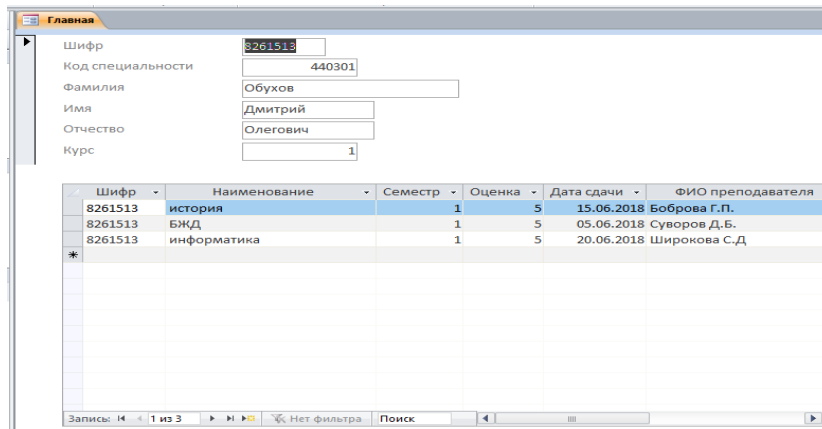 Главная
Шифр 8261513
Код специальности 440301
Фамилия Обухов
Имя Дмитрий
Отчество Олегович
Курс 1
Шифр Наименование Семестр Оценка Дата сдачи ФИО преподавателя
8261513 история 1 5 15.06.2018 Боброва Г.П.
8261513 БЖД 1 5 05.06.2018 Суворов Д.Б.
8261513 информатика 1 5 20.06.2018 Широкова С.Д
Запись: 1 из 3 Нет фильтра Поиск